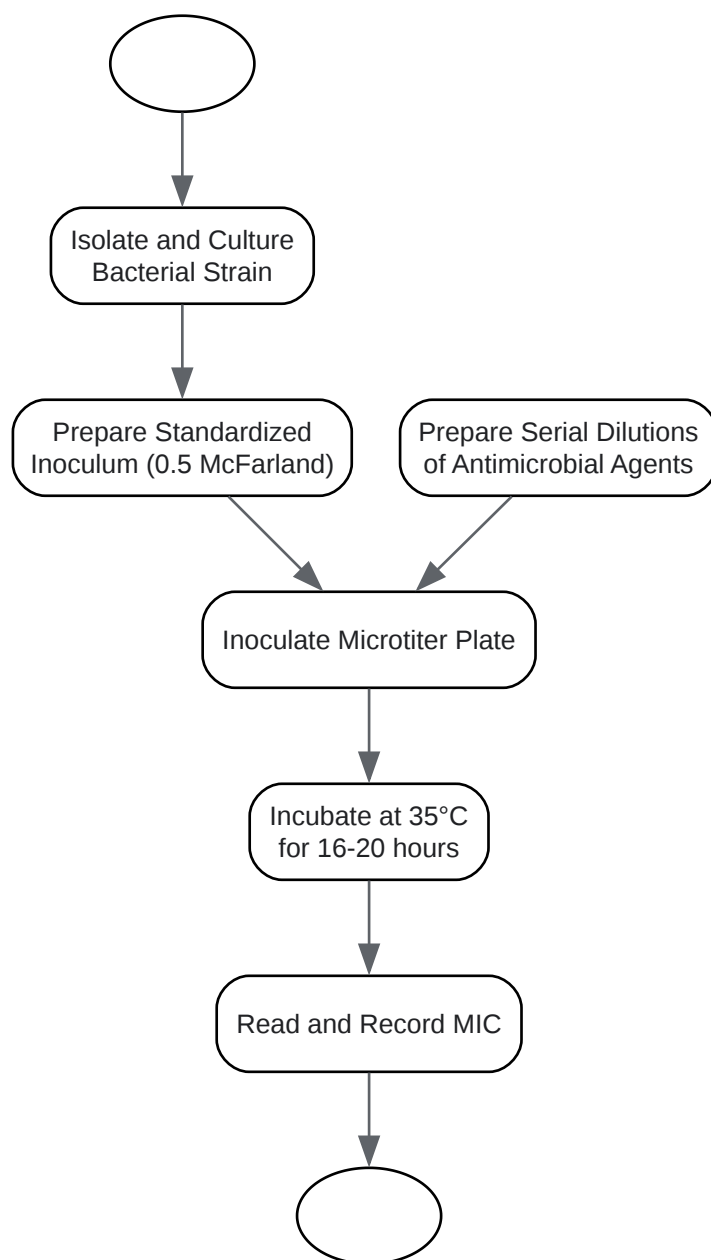 Isolate and Culture
Bacterial Strain
Prepare Standardized
Inoculum (0.5 McFarland)
Prepare Serial Dilutions
of Antimicrobial Agents
Inoculate Microtiter Plate
Incubate at 35°C
for 16-20 hours
Read and Record MIC